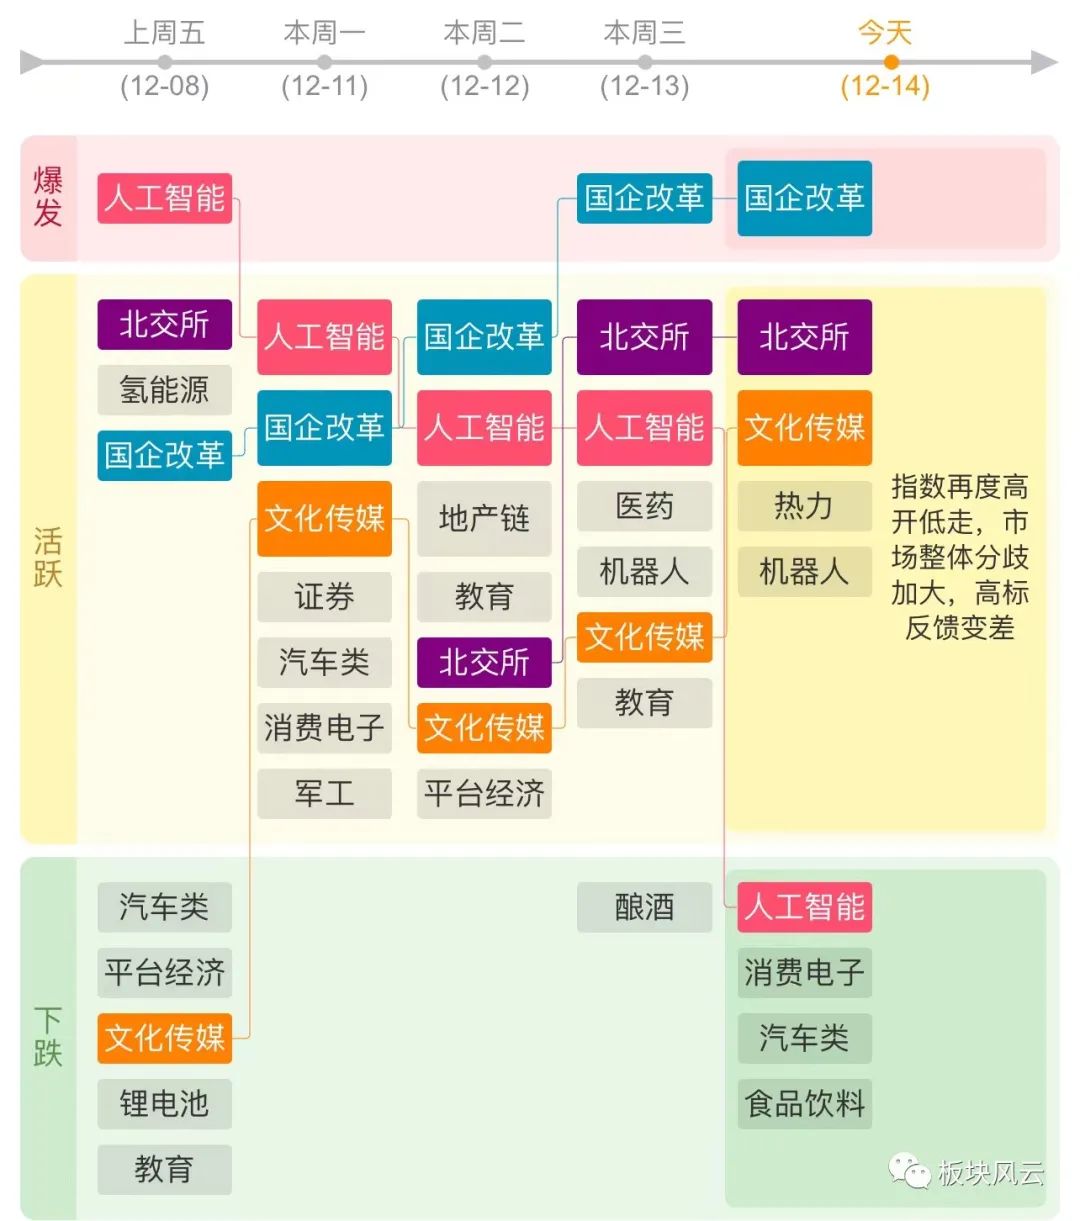 上周五
本周一
本周二
本周三
今天
(12-08)
(12-11)
(12-12)
(12-13)
(12-14)
爆发
人工智能
国企改革
国企改革
活跃
北交所
氢能源
国企改革
人工智能
国企改革
文化传媒
证券
汽车类
消费电子
军工
国企改革
人工智能
地产链
教育
北交所
文化传媒
平台经济
北交所
人工智能
医药
机器人
文化传媒
教育
北交所
文化传媒
热力
机器人
指数再度高
开低走，市
场整体分歧
加大，高标
反馈变差
下跌
汽车类
平台经济
文化传媒
锂电池
教育
酿酒
人工智能
消费电子
汽车类
食品饮料
板块风云